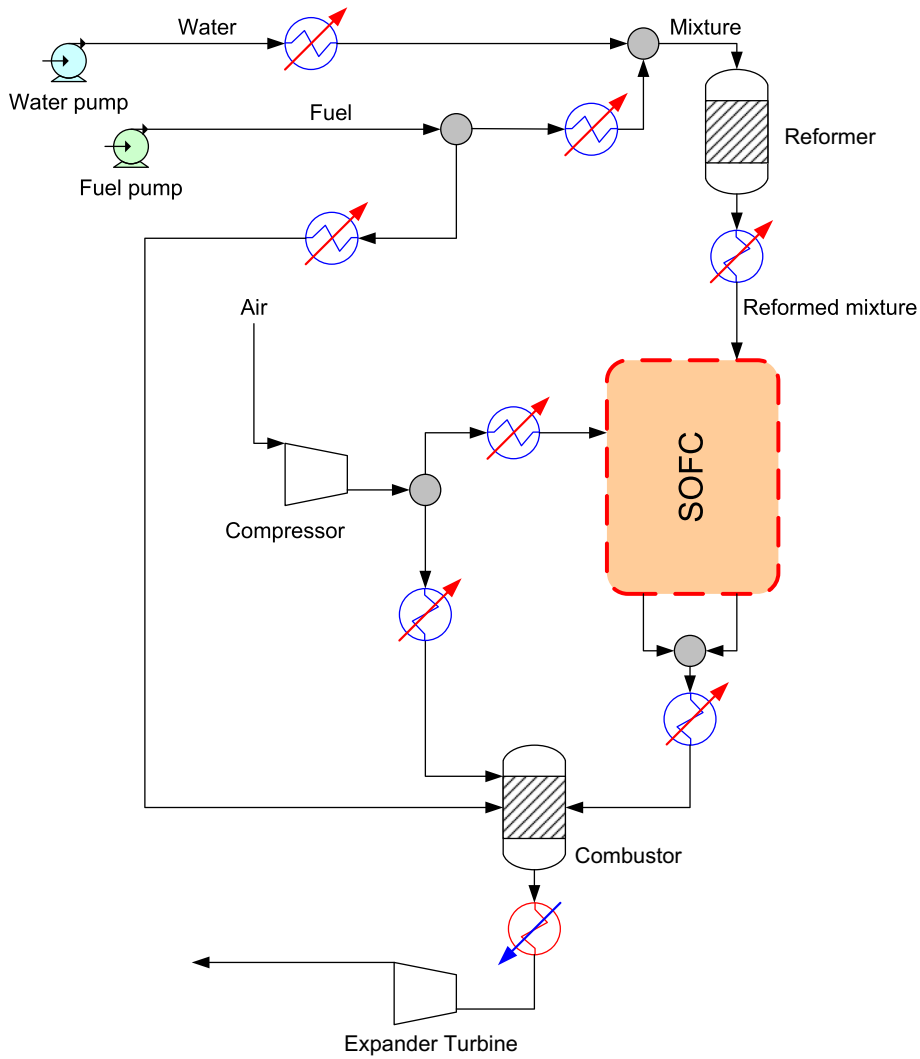 Water
Mixture
Water pump
Fuel
Reformer
Fuel pump
Air
Reformed mixture
SOFC
Compressor
Combustor
Expander Turbine